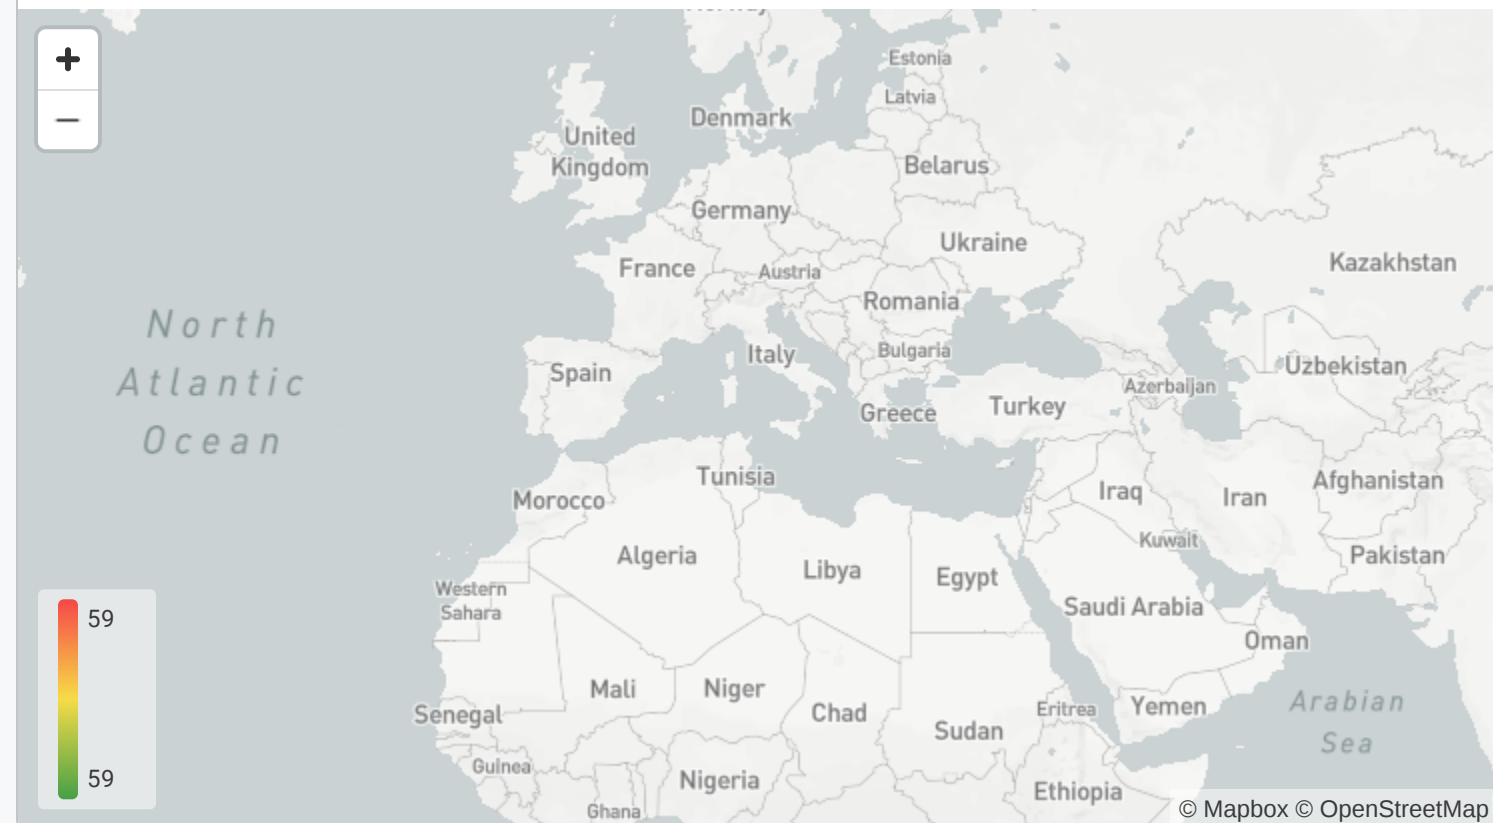 Norway
Estonia
Latvia
Denmark
United
Kingdom
Belarus
Germany
Ukraine
France
Austria
Kazakhstan
Romania
North
Atlantic
Ocean
Italy
Bulgaria
Spain
Uzbekistan
Azerbaijan
Greece
Turkey
Tunisia
Morocco
Iraq
Iran
Afghanistan
Kuwait
Algeria
Libya
Egypt
Pakistan
Western
Sahara
Saudi Arabia
59
Oman
Mali
Niger
Chad
Senegal
Sudan
Eritrea
Yemen
Arabian
Sea
Guinea
Nigeria
59
Ethiopia
Ghana
© Mapbox © OpenStreetMap